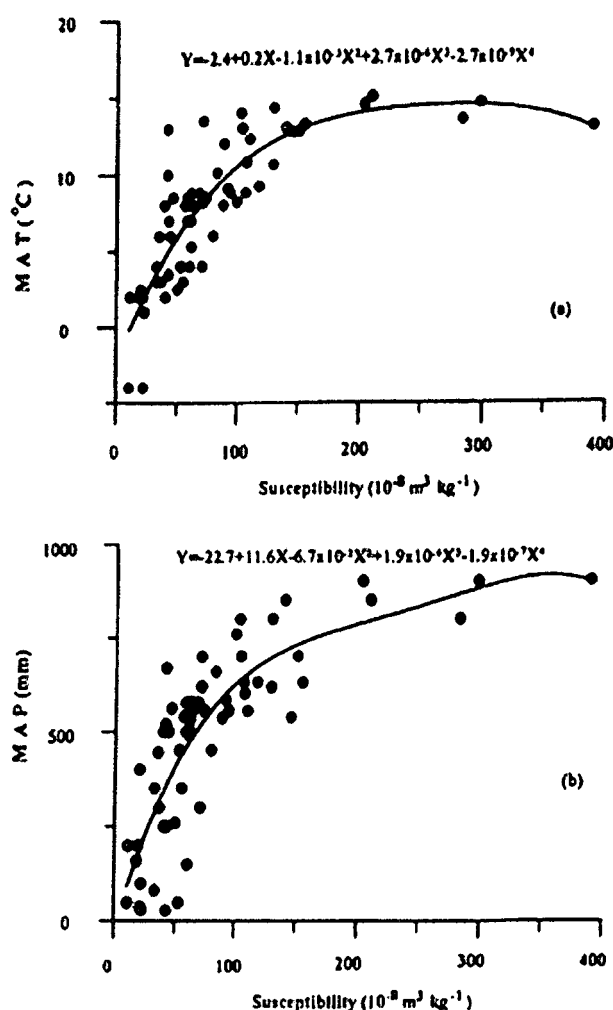 20
Y=-2.4+0.2X-1.1x10⁻³X²+2.7x10⁻⁶X³-2.7x10⁻⁹X⁴
10
0
MAT (°C)
(a)
0 100 200 300 400
Susceptibility (10⁻⁸ m³ kg⁻¹)
1000
Y=-22.7+11.6X-6.7x10⁻²X²+1.9x10⁻⁴X³-1.9x10⁻⁷X⁴
500
0
MAP (mm)
(b)
0 100 200 300 400
Susceptibility (10⁻⁸ m³ kg⁻¹)